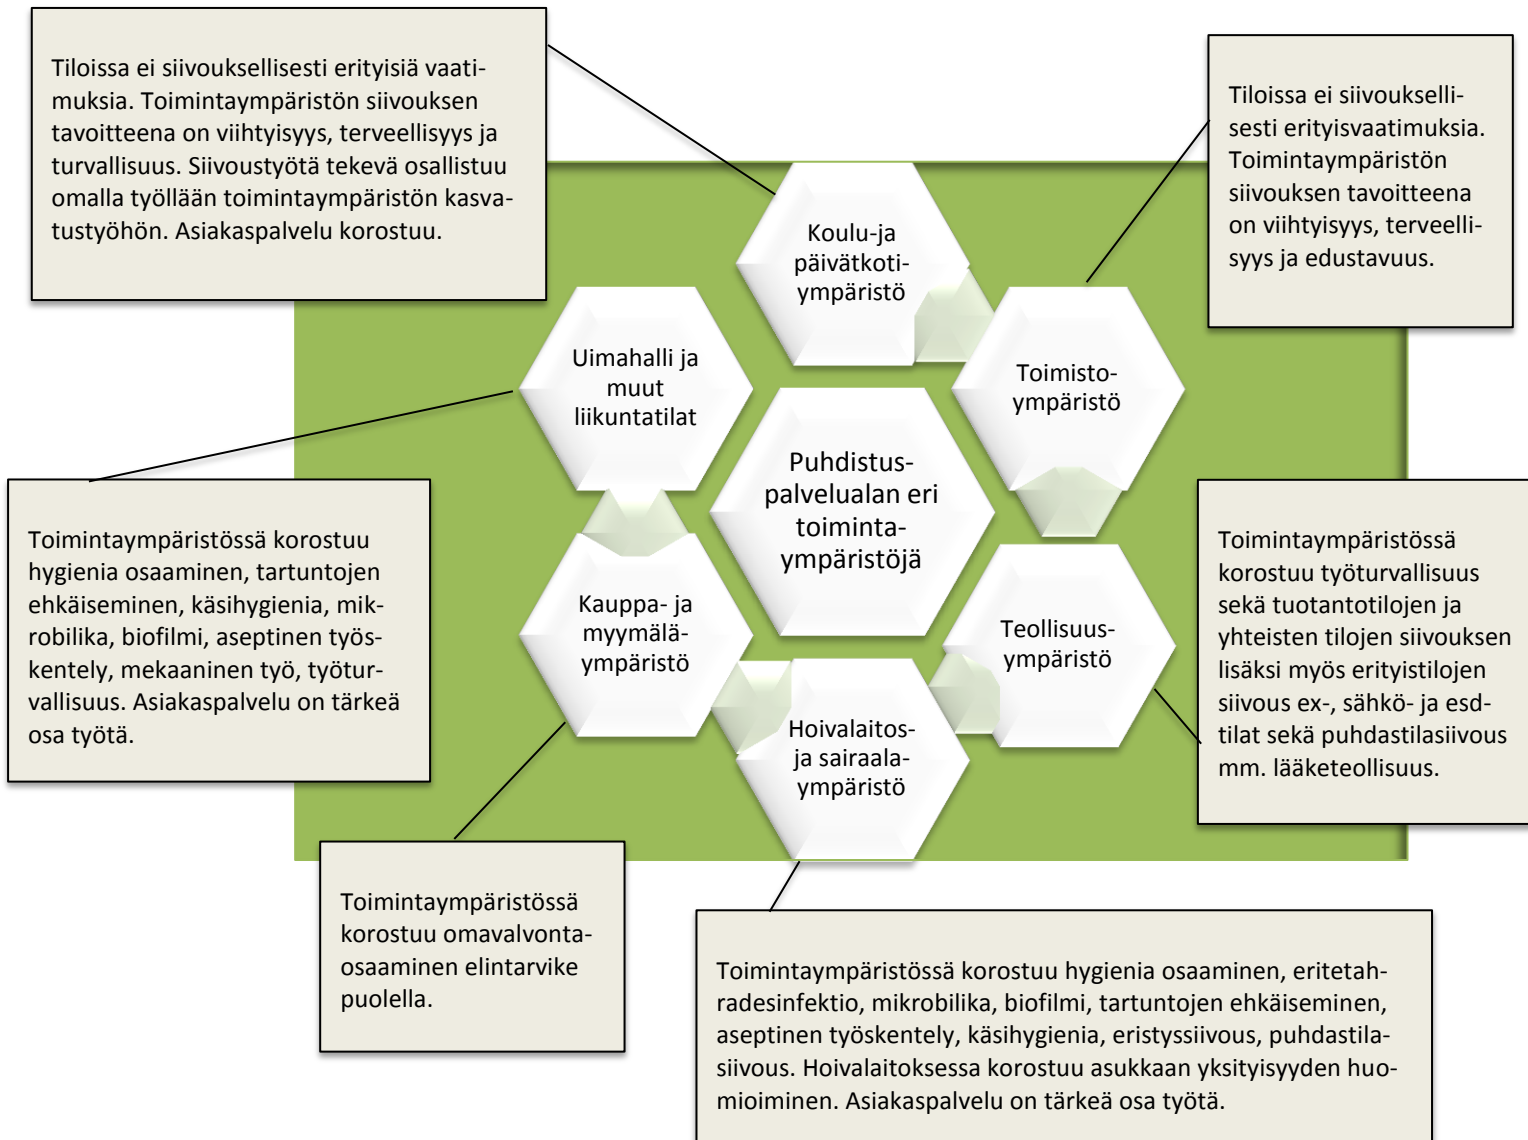 Tiloissa ei siivouksellisesti erityisiä vaati-
muksia. Toimintaympäristön siivouksen
tavoitteena on viihtyisyys, terveellisyys ja
turvallisuus. Siivoustyötä tekevä osallistuu
omalla työllään toimintaympäristön kasva-
tustyöhön. Asiakaspalvelu korostuu.
Tiloissa ei siivoukselli-
sesti erityisvaatimuksia.
Toimintaympäristön
siivouksen tavoitteena
on viihtyisyys, terveelli-
syys ja edustavuus.
Koulu-ja
päivätkoti-
ympäristö
Uimahalli ja
muut
liikuntatilat
Toimisto-
ympäristö
Puhdistus-
palvelualan eri
toiminta-
ympäristöjä
Kauppa- ja
myymälä-
ympäristö
Teollisuus-
ympäristö
Hoivalaitos-
ja sairaala-
ympäristö
Toimintaympäristössä korostuu
hygienia osaaminen, tartuntojen
ehkäiseminen, käsihygienia, mik-
robilika, biofilmi, aseptinen työs-
kentely, mekaaninen työ, työtur-
vallisuus. Asiakaspalvelu on tärkeä
osa työtä.
Toimintaympäristössä
korostuu työturvallisuus
sekä tuotantotilojen ja
yhteisten tilojen siivouksen
lisäksi myös erityistilojen
siivous ex-, sähkö- ja esd-
tilat sekä puhdastilasiivous
mm. lääketeollisuus.
Toimintaympäristössä
korostuu omavalvonta-
osaaminen elintarvike
puolella.
Toimintaympäristössä korostuu hygienia osaaminen, eritetah-
radesinfektio, mikrobilika, biofilmi, tartuntojen ehkäiseminen,
aseptinen työskentely, käsihygienia, eristyssiivous, puhdastila-
siivous. Hoivalaitoksessa korostuu asukkaan yksityisyyden huo-
mioiminen. Asiakaspalvelu on tärkeä osa työtä.